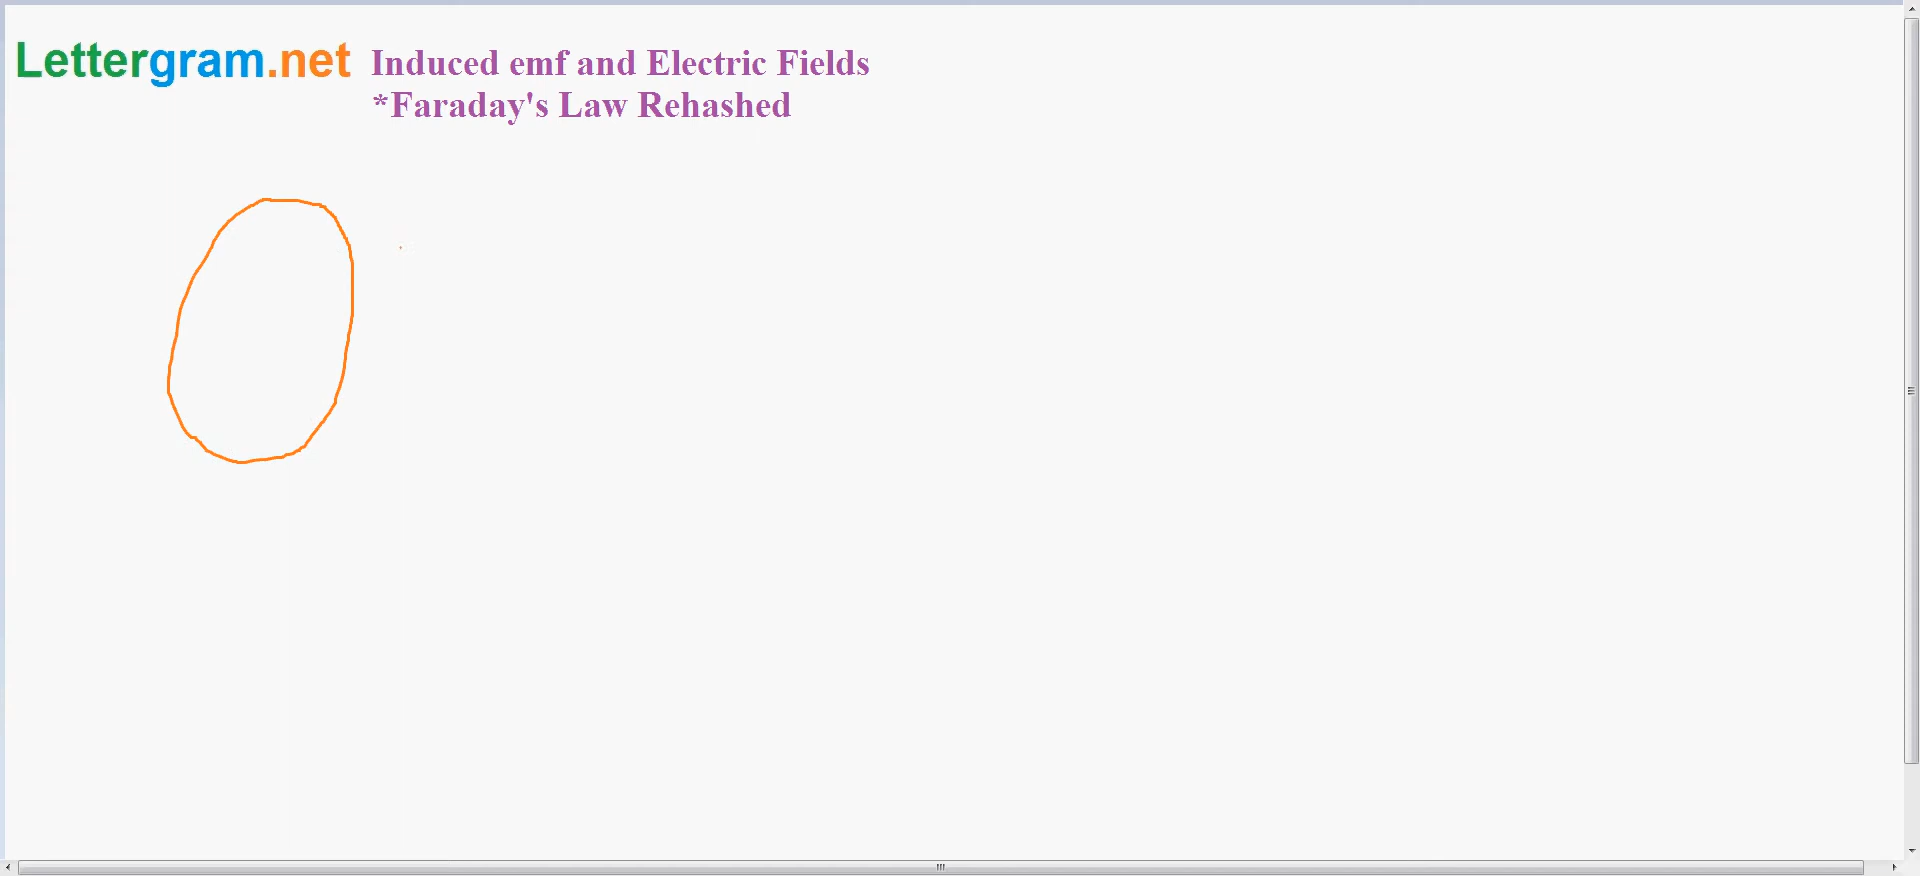 Lettergram.net Induced emf and Electric Fields
*Faraday's Law Rehashed